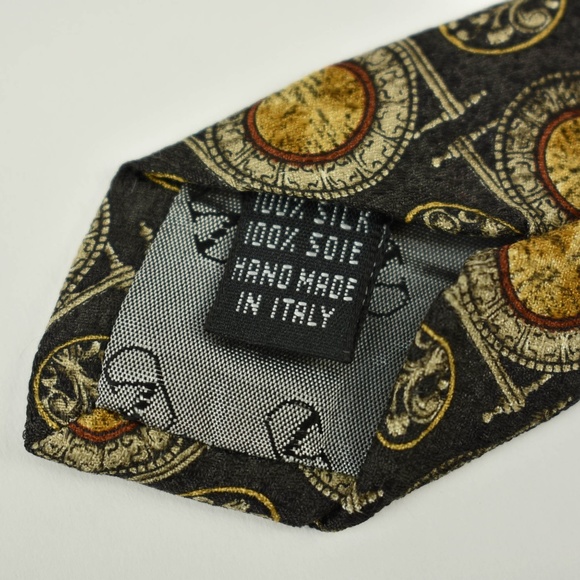 100% SILK
100% SOIE
HAND MADE
IN ITALY